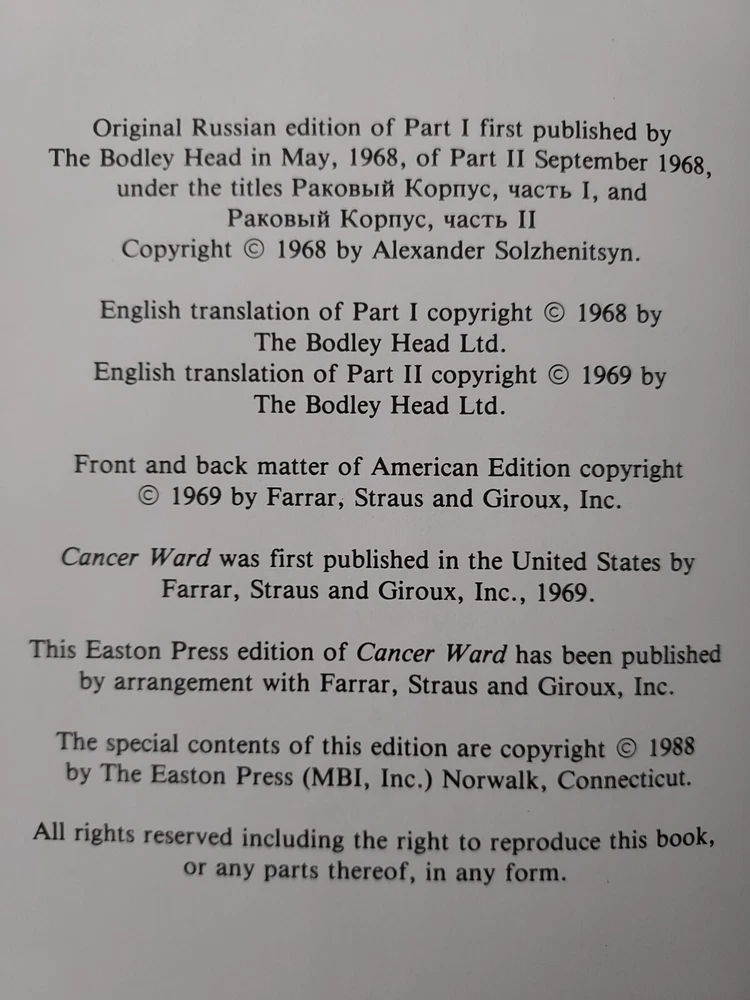 Original Russian edition of Part I first published by
The Bodley Head in May, 1968, of Part II September 1968,
under the titles Раковый Корпус, часть I, and
Раковый Корпус, часть II
Copyright © 1968 by Alexander Solzhenitsyn.
English translation of Part I copyright © 1968 by
The Bodley Head Ltd.
English translation of Part II copyright © 1969 by
The Bodley Head Ltd.
Front and back matter of American Edition copyright
© 1969 by Farrar, Straus and Giroux, Inc.
Cancer Ward was first published in the United States by
Farrar, Straus and Giroux, Inc., 1969.
This Easton Press edition of Cancer Ward has been published
by arrangement with Farrar, Straus and Giroux, Inc.
The special contents of this edition are copyright © 1988
by The Easton Press (MBI, Inc.) Norwalk, Connecticut.
All rights reserved including the right to reproduce this book,
or any parts thereof, in any form.